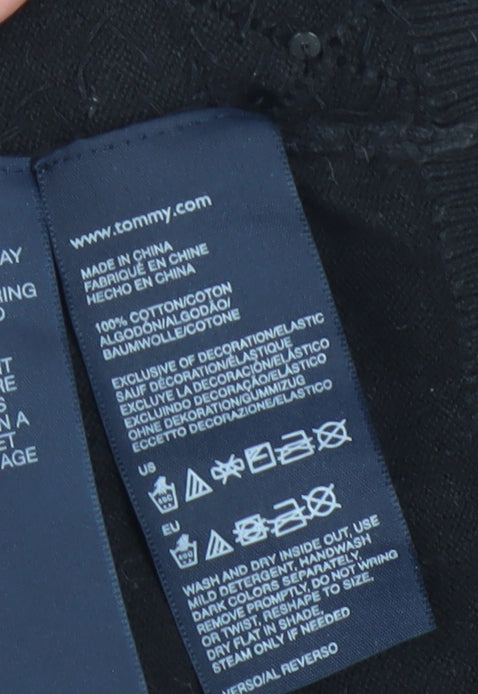 AY
ING
T
RE
S
N A
ET
AGE
www.tommy.com
MADE IN CHINA
FABRIQUÉ EN CHINE
HECHO EN CHINA
100% COTTON/COTON
ALGODÓN/ALGODÃO/
BAUMWOLLE/COTONE
EXCLUSIVE OF DECORATION/ELASTIC
SAUF DÉCORATION/ÉLASTIQUE
EXCLUYE LA DECORACIÓN/ELÁSTICO
EXCLUINDO DECORAÇÃO/ELÁSTICO
OHNE DEKORATION/GUMMIZUG
ECCETTO DECORAZIONE/ELASTICO
US
EU
WASH AND DRY INSIDE OUT, USE
MILD DETERGENT, HANDWASH
DARK COLORS SEPARATELY,
REMOVE PROMPTLY, DO NOT WRING
OR TWIST, RESHAPE TO SIZE,
DRY FLAT IN SHADE,
STEAM ONLY IF NEEDED
VERSO/AL REVERSO